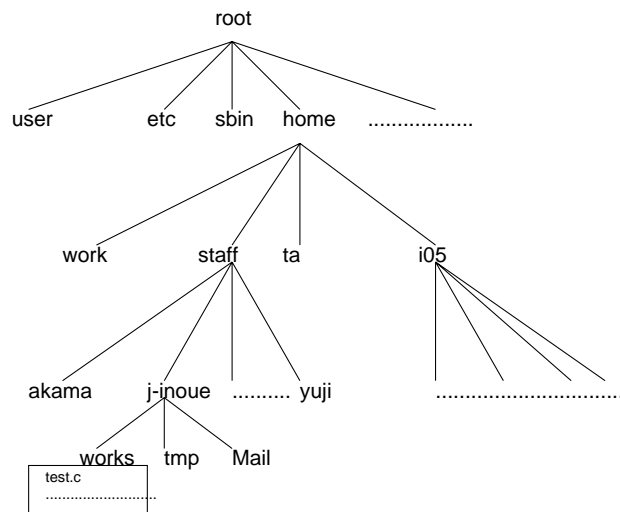 root
user etc sbin home ..................
work staff ta i05
akama j-inoue .......... yuji ................................
works tmp Mail
test.c
...........................